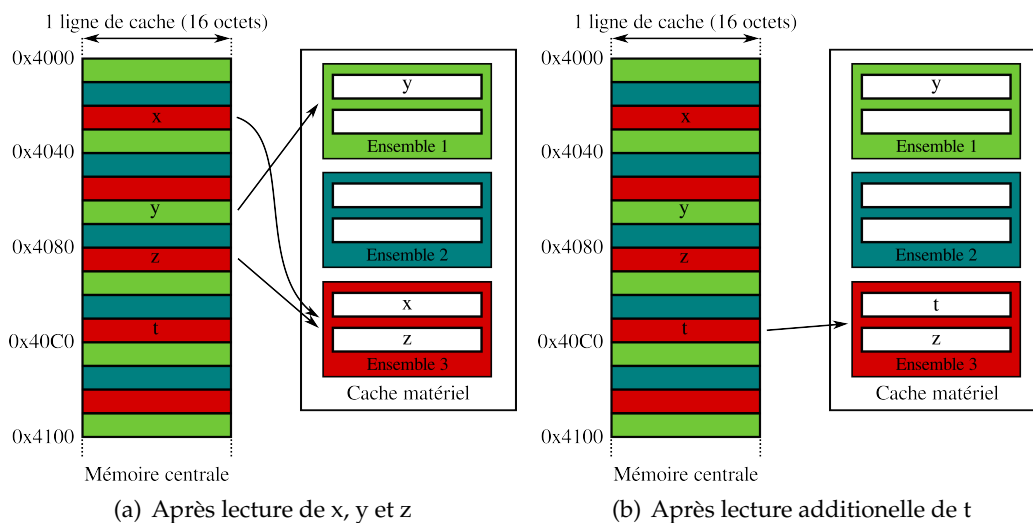 1 ligne de cache (16 octets)
0x4000
x
0x4040
y
0x4080
z
t
0x40C0
0x4100
Mémoire centrale
y
Ensemble 1
Ensemble 2
x
z
Ensemble 3
Cache matériel
(a) Après lecture de x, y et z
1 ligne de cache (16 octets)
0x4000
x
0x4040
y
0x4080
z
t
0x40C0
0x4100
Mémoire centrale
y
Ensemble 1
Ensemble 2
t
z
Ensemble 3
Cache matériel
(b) Après lecture additionelle de t